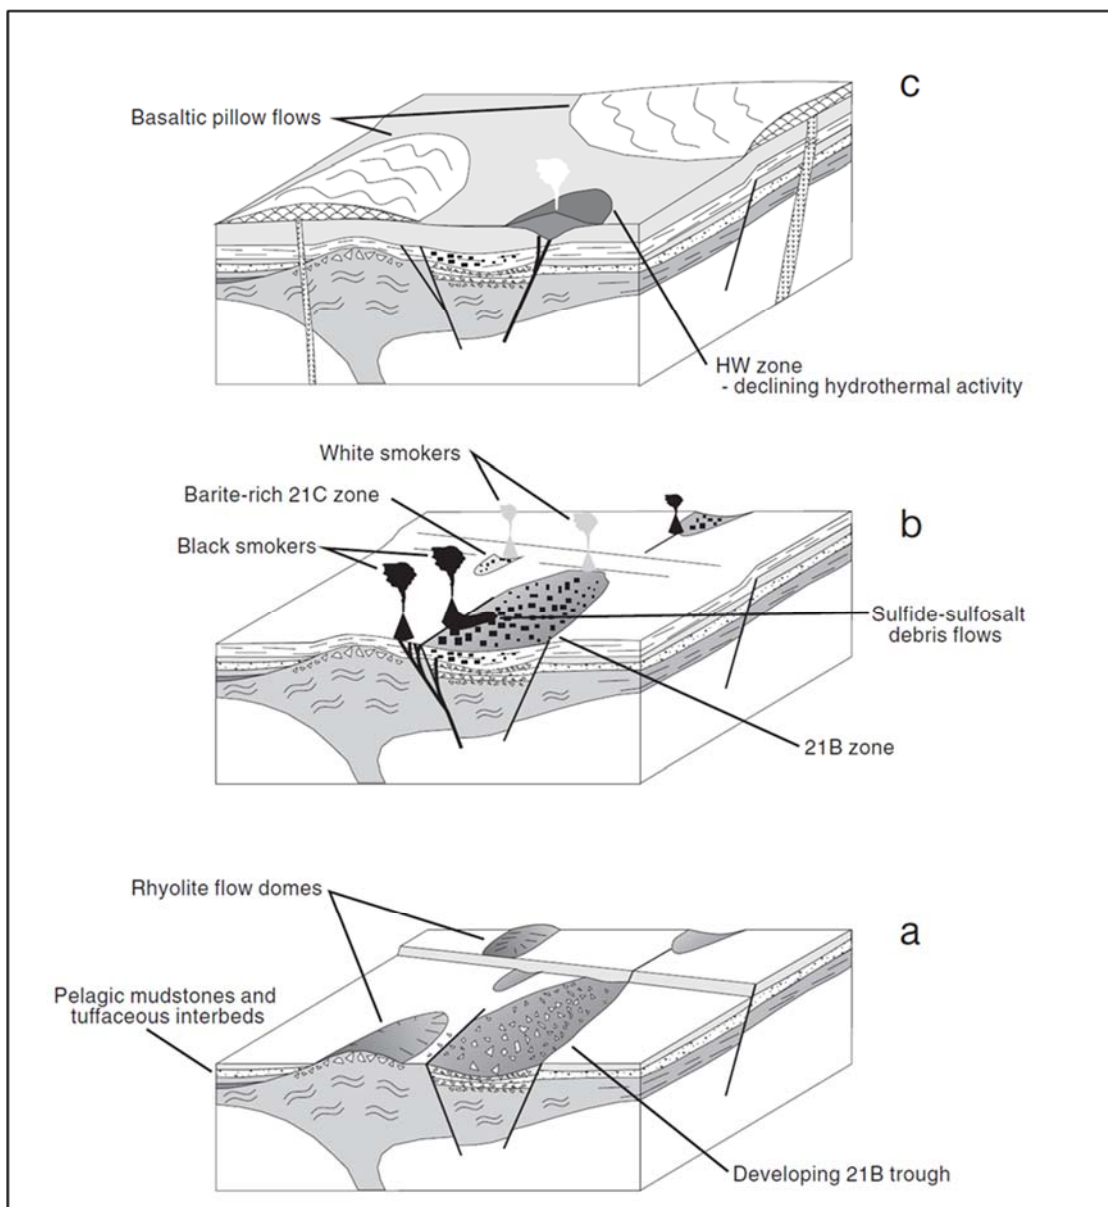 c
Basaltic pillow flows
HW zone
- declining hydrothermal activity
White smokers
Barite-rich 21C zone
b
Black smokers
Sulfide-sulfosalt
debris flows
21B zone
Rhyolite flow domes
a
Pelagic mudstones and
tuffaceous interbeds
Developing 21B trough